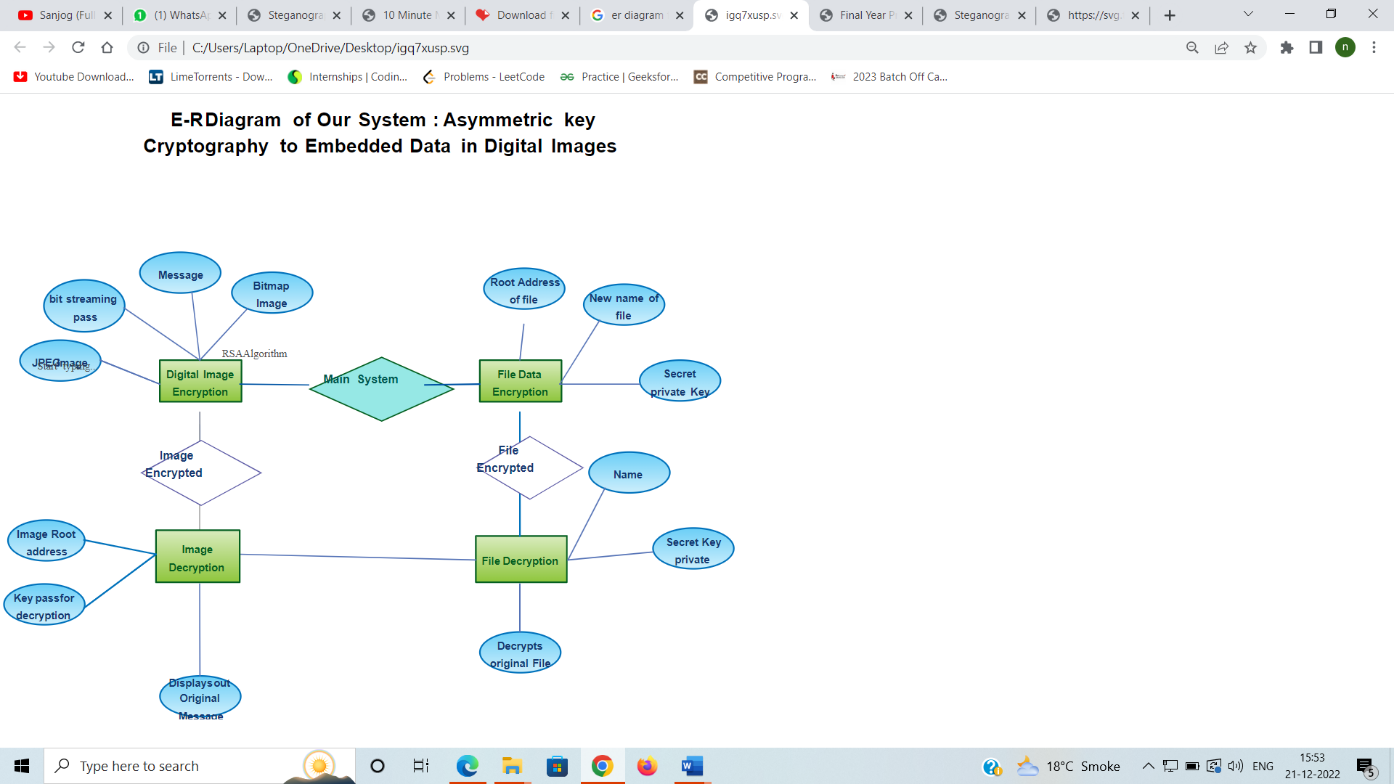 Sanjog (Full
(1) WhatsA
Steganogra
10 Minute
Download f
er diagram
igq7xusp.sv
Final Year P
Steganogra
https://svg.
File | C:/Users/Laptop/OneDrive/Desktop/igq7xusp.svg
n
Youtube Download...
LimeTorrents - Dow...
Internships | Codin...
Problems - LeetCode
Practice | Geeksfor...
Competitive Progra...
2023 Batch Off Ca...
E-RDiagram of Our System : Asymmetric key
Cryptography to Embedded Data in Digital Images
Message
bit streaming
pass
Bitmap
Image
JPEGImage
Start typing...
RSAAlgorithm
Digital Image
Encryption
Main System
Root Address
of file
New name of
file
File Data
Encryption
Secret
private Key
Image
Encrypted
File
Encrypted
Name
Image Root
address
Image
Decryption
Key passfor
decryption
File Decryption
Secret Key
private
Decrypts
original File
Displaysout
Original
Message
Type here to search
18°C Smoke
ENG
15:53
21-12-2022
5